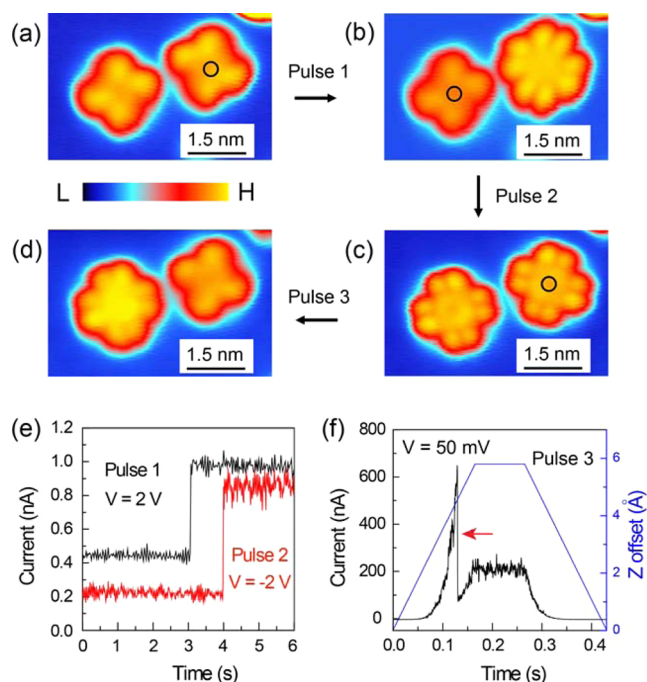 (a)
(b)
Pulse 1
1.5 nm
1.5 nm
L
H
Pulse 2
(d)
(c)
Pulse 3
1.5 nm
1.5 nm
(e)
(f)
1.2
1.0
0.8
0.6
0.4
0.2
0.0
Current (nA)
Pulse 1
V = 2 V
Pulse 2
V = -2 V
0 1 2 3 4 5 6
Time (s)
800
600
400
200
0
Current (nA)
V = 50 mV
Pulse 3
6
4
2
0
Z offset (Å)
0.0 0.1 0.2 0.3 0.4
Time (s)